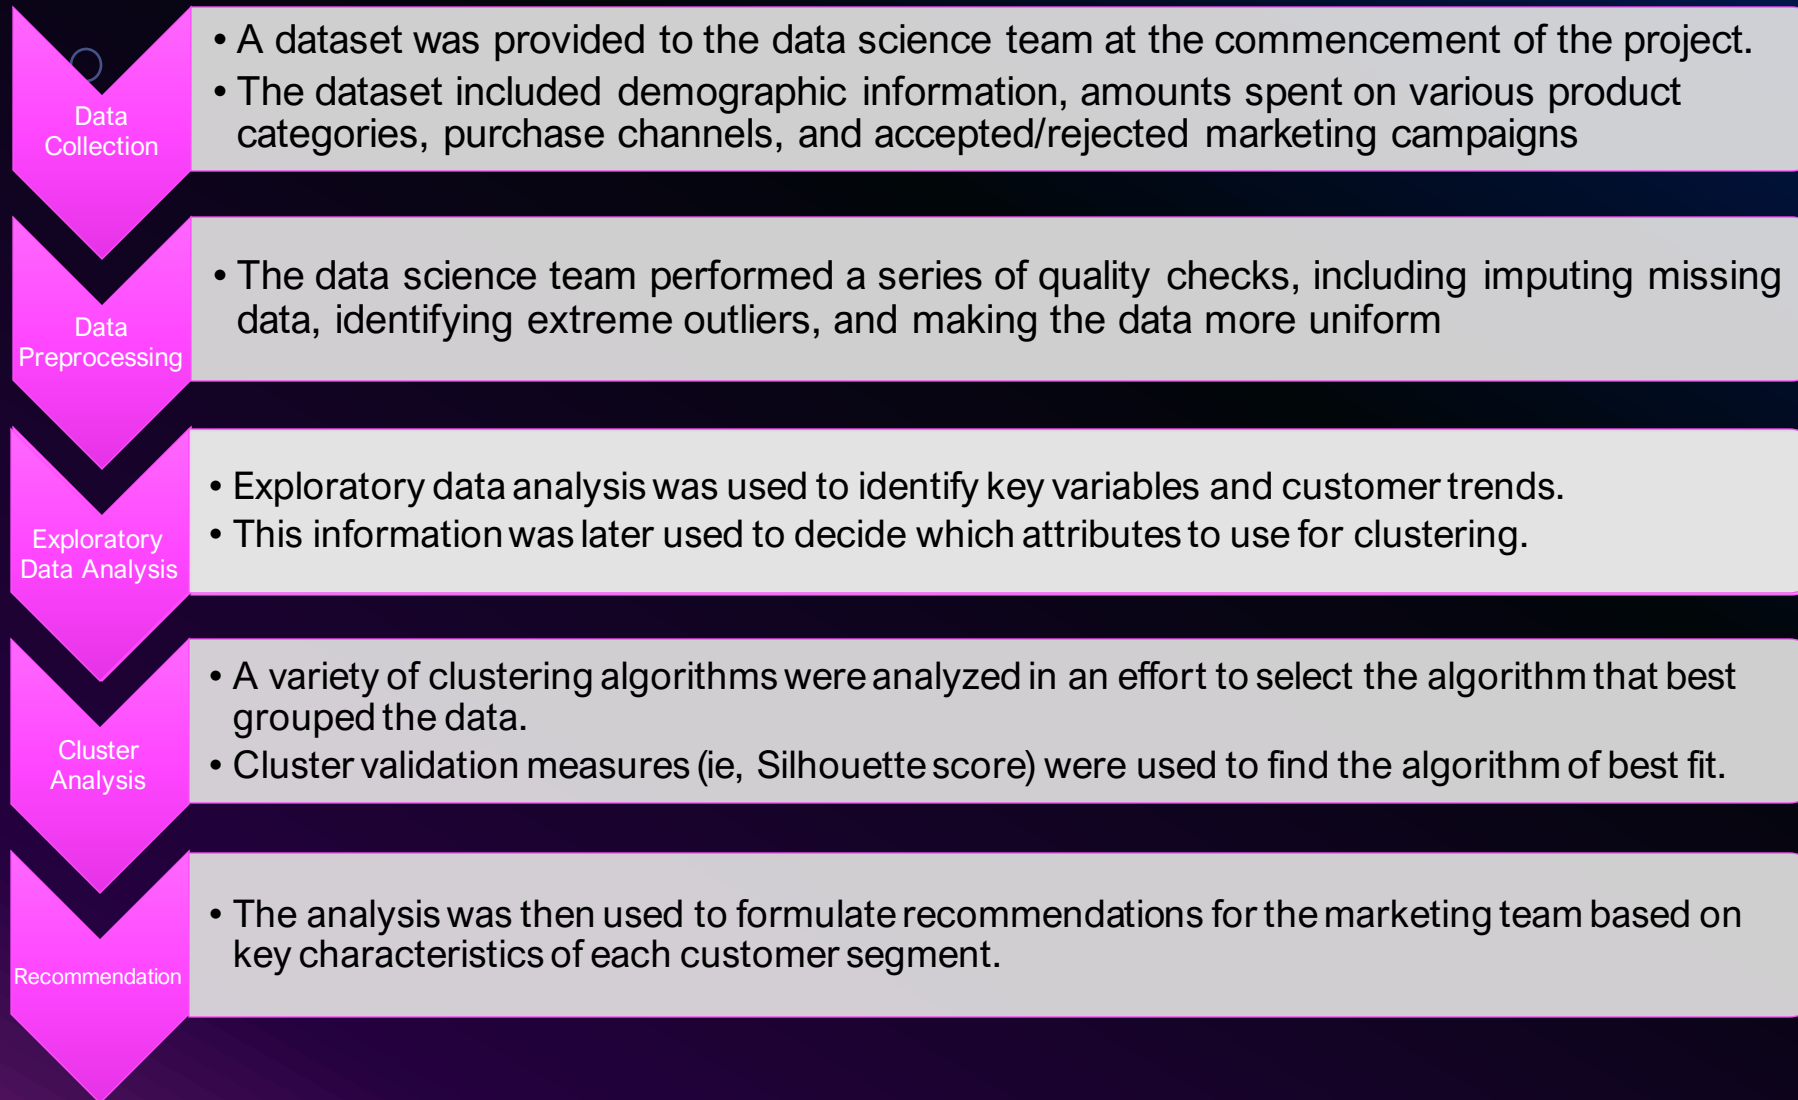 Data
Collection
• A dataset was provided to the data science team at the commencement of the project.
• The dataset included demographic information, amounts spent on various product
categories, purchase channels, and accepted/rejected marketing campaigns
Data
Preprocessing
• The data science team performed a series of quality checks, including imputing missing
data, identifying extreme outliers, and making the data more uniform
Exploratory
Data Analysis
• Exploratory data analysis was used to identify key variables and customer trends.
• This information was later used to decide which attributes to use for clustering.
Cluster
Analysis
• A variety of clustering algorithms were analyzed in an effort to select the algorithm that best
grouped the data.
• Cluster validation measures (ie, Silhouette score) were used to find the algorithm of best fit.
Recommendation
• The analysis was then used to formulate recommendations for the marketing team based on
key characteristics of each customer segment.